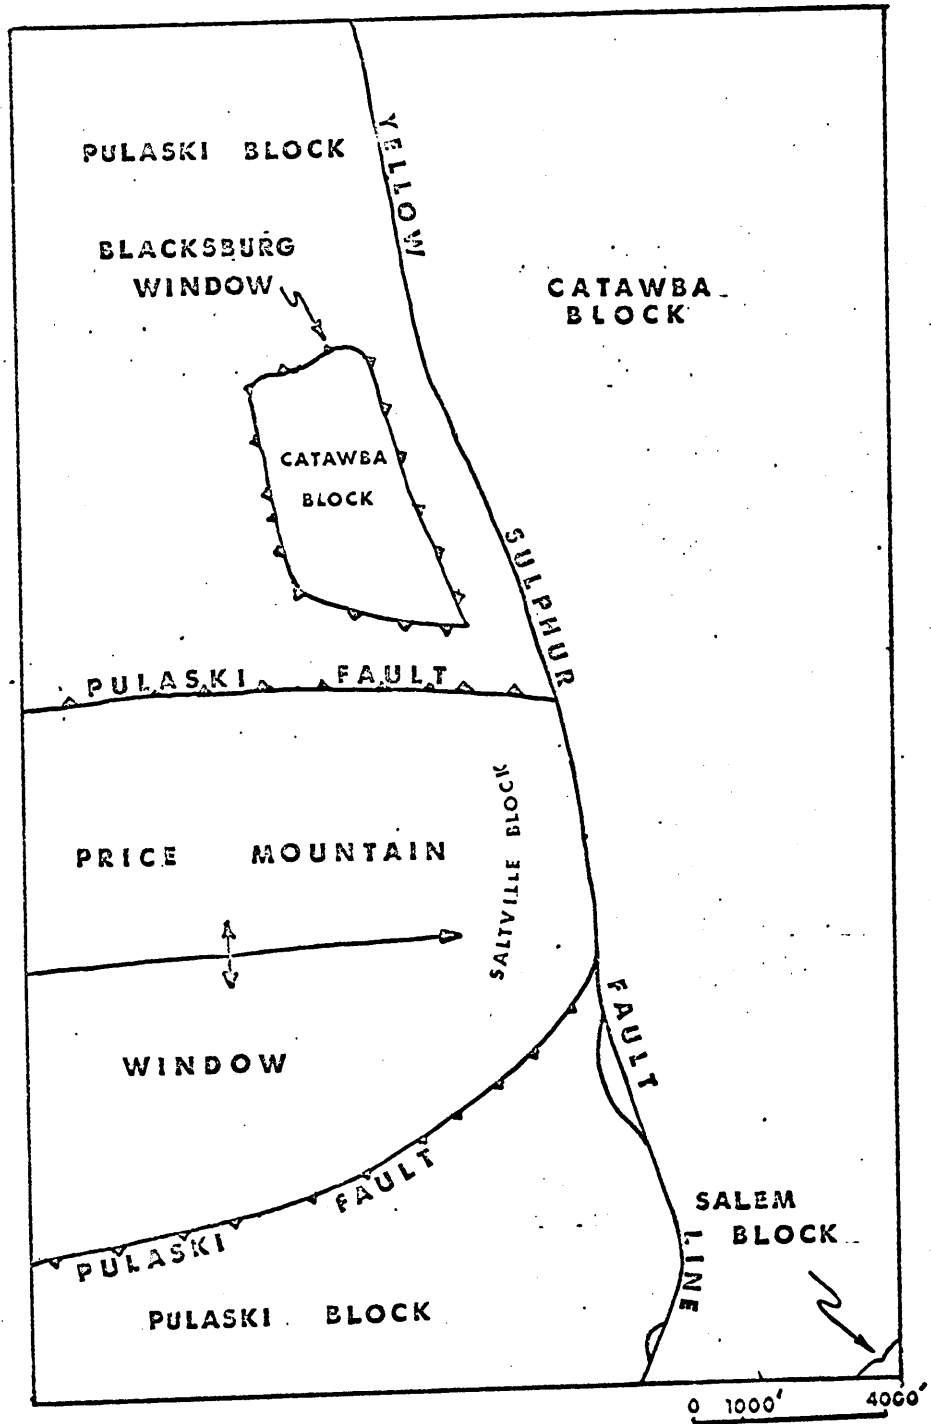 PULASKI BLOCK
YELLOW
BLACKSBURG
WINDOW
CATAWBA
BLOCK
CATAWBA
BLOCK
SULPHUR
PULASKI FAULT
SALTVILLE BLOCK
PRICE MOUNTAIN
FAULT
WINDOW
PULASKI FAULT
SALEM
BLOCK
LINE
PULASKI BLOCK
0 1000' 4000'